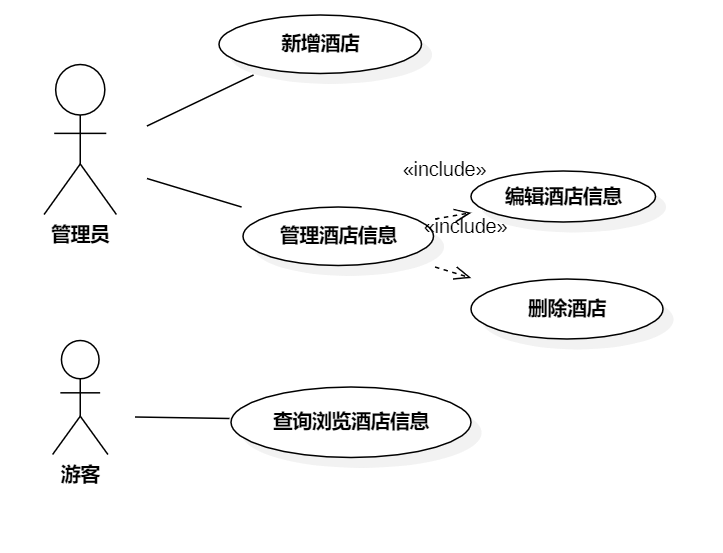 新增酒店
«include»
编辑酒店信息
管理员
管理酒店信息
«include»
删除酒店
查询浏览酒店信息
游客